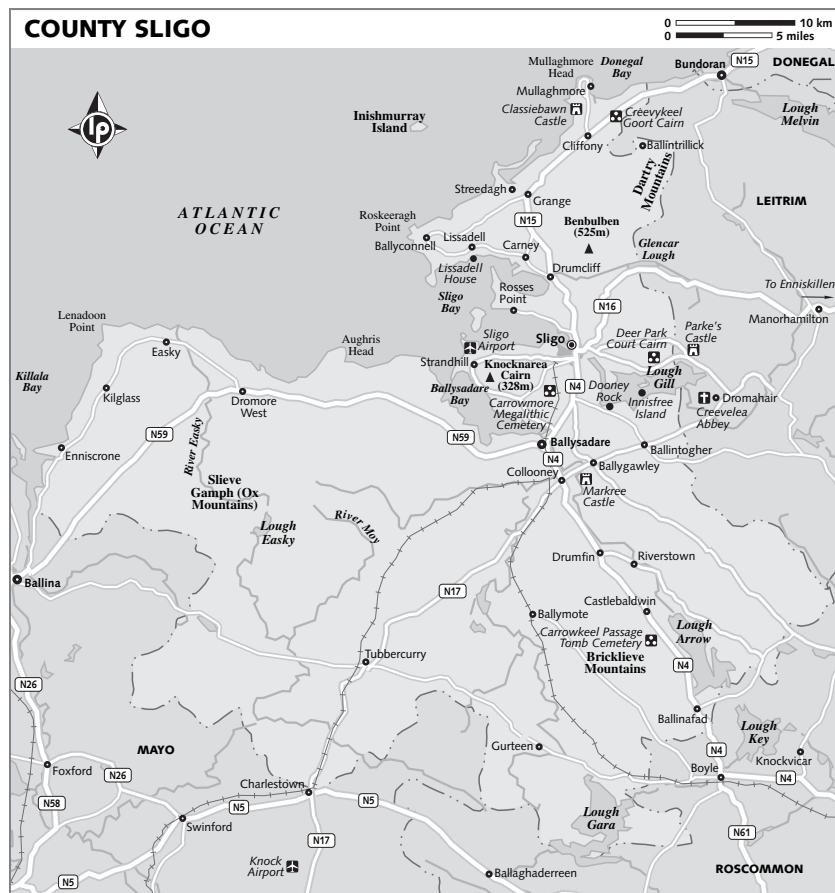 COUNTY SLIGO
0 10 km
0 5 miles
Mullaghmore
Head
Donegal
Bay
Bundoran
N15
DONEGAL
Mullaghmore
Classiebawn
Castle
Creevykeel
Goort Cairn
Lough
Melvin
Inishmurray
Island
lp
Cliffony
Ballintrillick
Dartry
Mountains
Streedagh
Grange
LEITRIM
ATLANTIC
OCEAN
Roskeeragh
Point
N15
Benbulben
(525m)
Ballyconnell
Lissadell
Carney
Glencar
Lough
Lissadell
House
Drumcliff
To Enniskillen
Rosses
Point
Sligo
Bay
N16
Manorhamilton
Lenadoon
Point
Easky
Aughris
Head
Sligo
Airport
Sligo
Deer Park
Court Cairn
Parke's
Castle
Killala
Bay
Strandhill
Knocknarea
Cairn
(328m)
Lough
Gill
Kilglass
Dromore
West
Ballysadare
Bay
N4
Dooney
Rock
Innisfree
Island
Dromahair
Creevelea
Abbey
Carrowmore
Megalithic
Cemetery
N59
River Easky
N59
Ballysadare
Ballintogher
Enniscrone
N4
Collooney
Ballygawley
Slieve
Gamph (Ox
Mountains)
Markree
Castle
Lough
Easky
River Moy
Drumfin
Riverstown
Ballina
N17
Castlebaldwin
Ballymote
Carrowkeel Passage
Tomb Cemetery
Lough
Arrow
Bricklieve
Mountains
Tubbercurry
N4
N26
Ballinafad
MAYO
Gurteen
Lough
Key
N4
Foxford
N26
Charlestown
Boyle
Knockvicar
N4
N58
N5
N5
Lough
Gara
Swinford
N17
N61
Knock
Airport
N5
Ballaghaderreen
ROSCOMMON